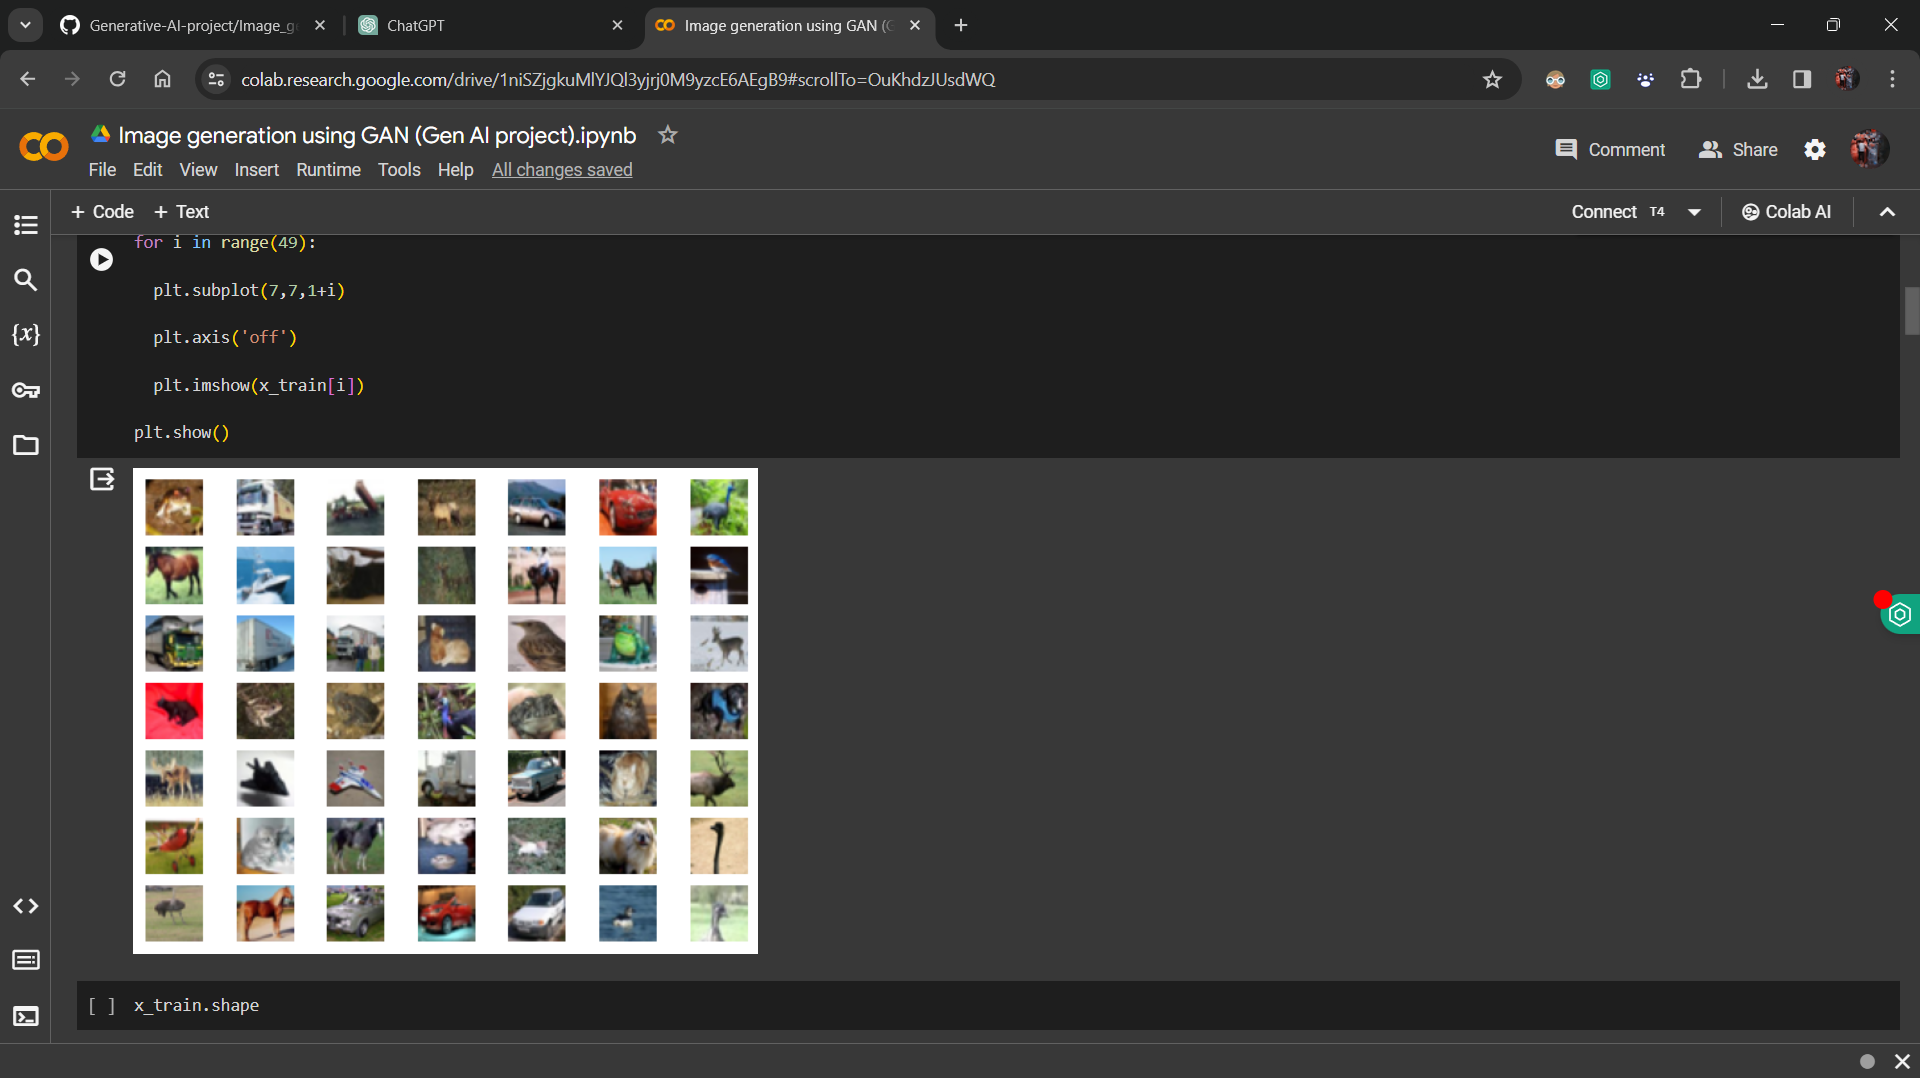 Generative-AI-project/Image_g
ChatGPT
Image generation using GAN (G
colab.research.google.com/drive/1niSZjgkuMlYJQl3yjrj0M9yzcE6AEgB9#scrollTo=OuKhdzJUsdWQ
Image generation using GAN (Gen AI project).ipynb
Comment
Share
File Edit View Insert Runtime Tools Help All changes saved
+ Code + Text
Connect T4
Colab AI
for i in range(49):
plt.subplot(7,7,1+i)
plt.axis('off')
plt.imshow(x_train[i])
plt.show()
{x}
[ ] x_train.shape